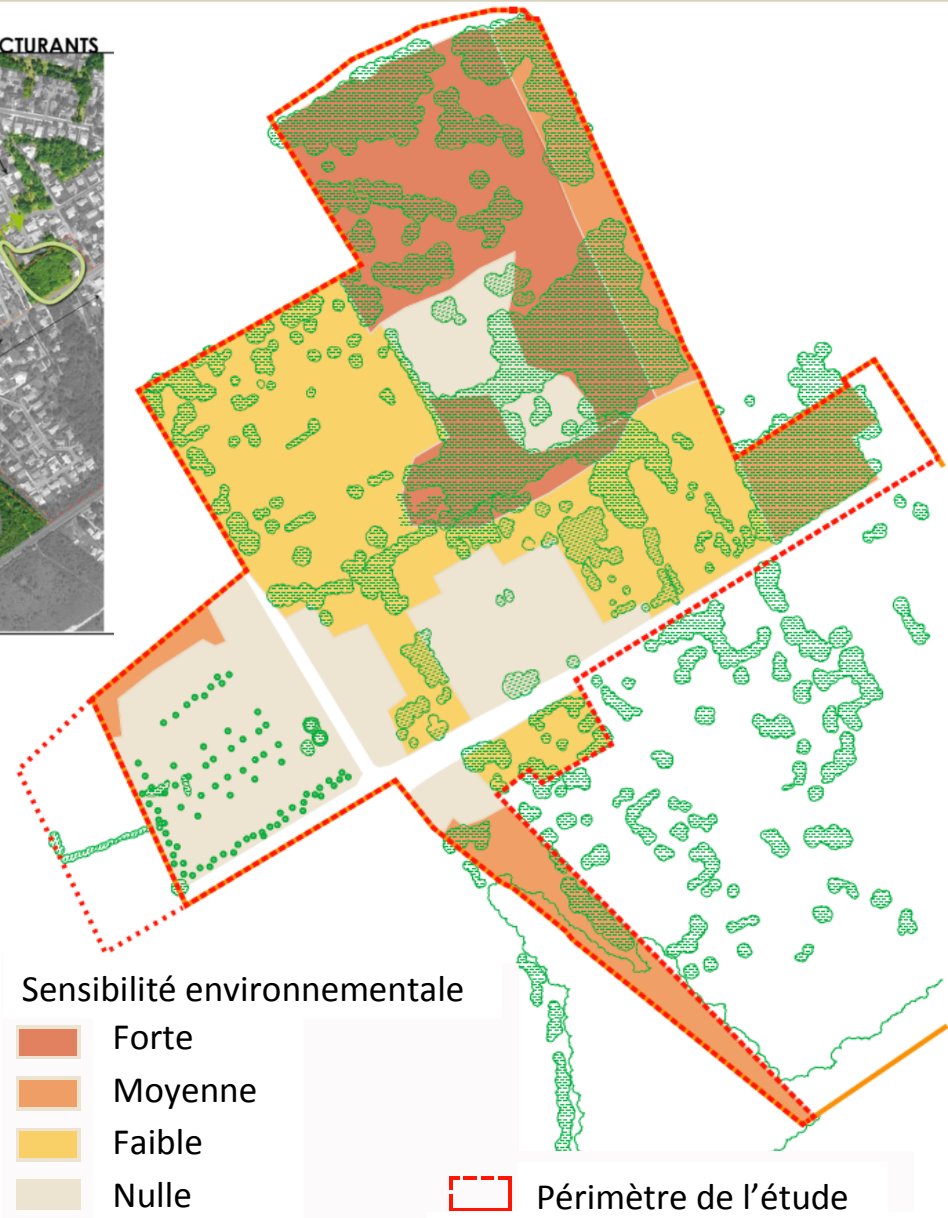 CTURANTS
Sensibilité environnementale
Forte
Moyenne
Faible
Nulle
Périmètre de l’étude